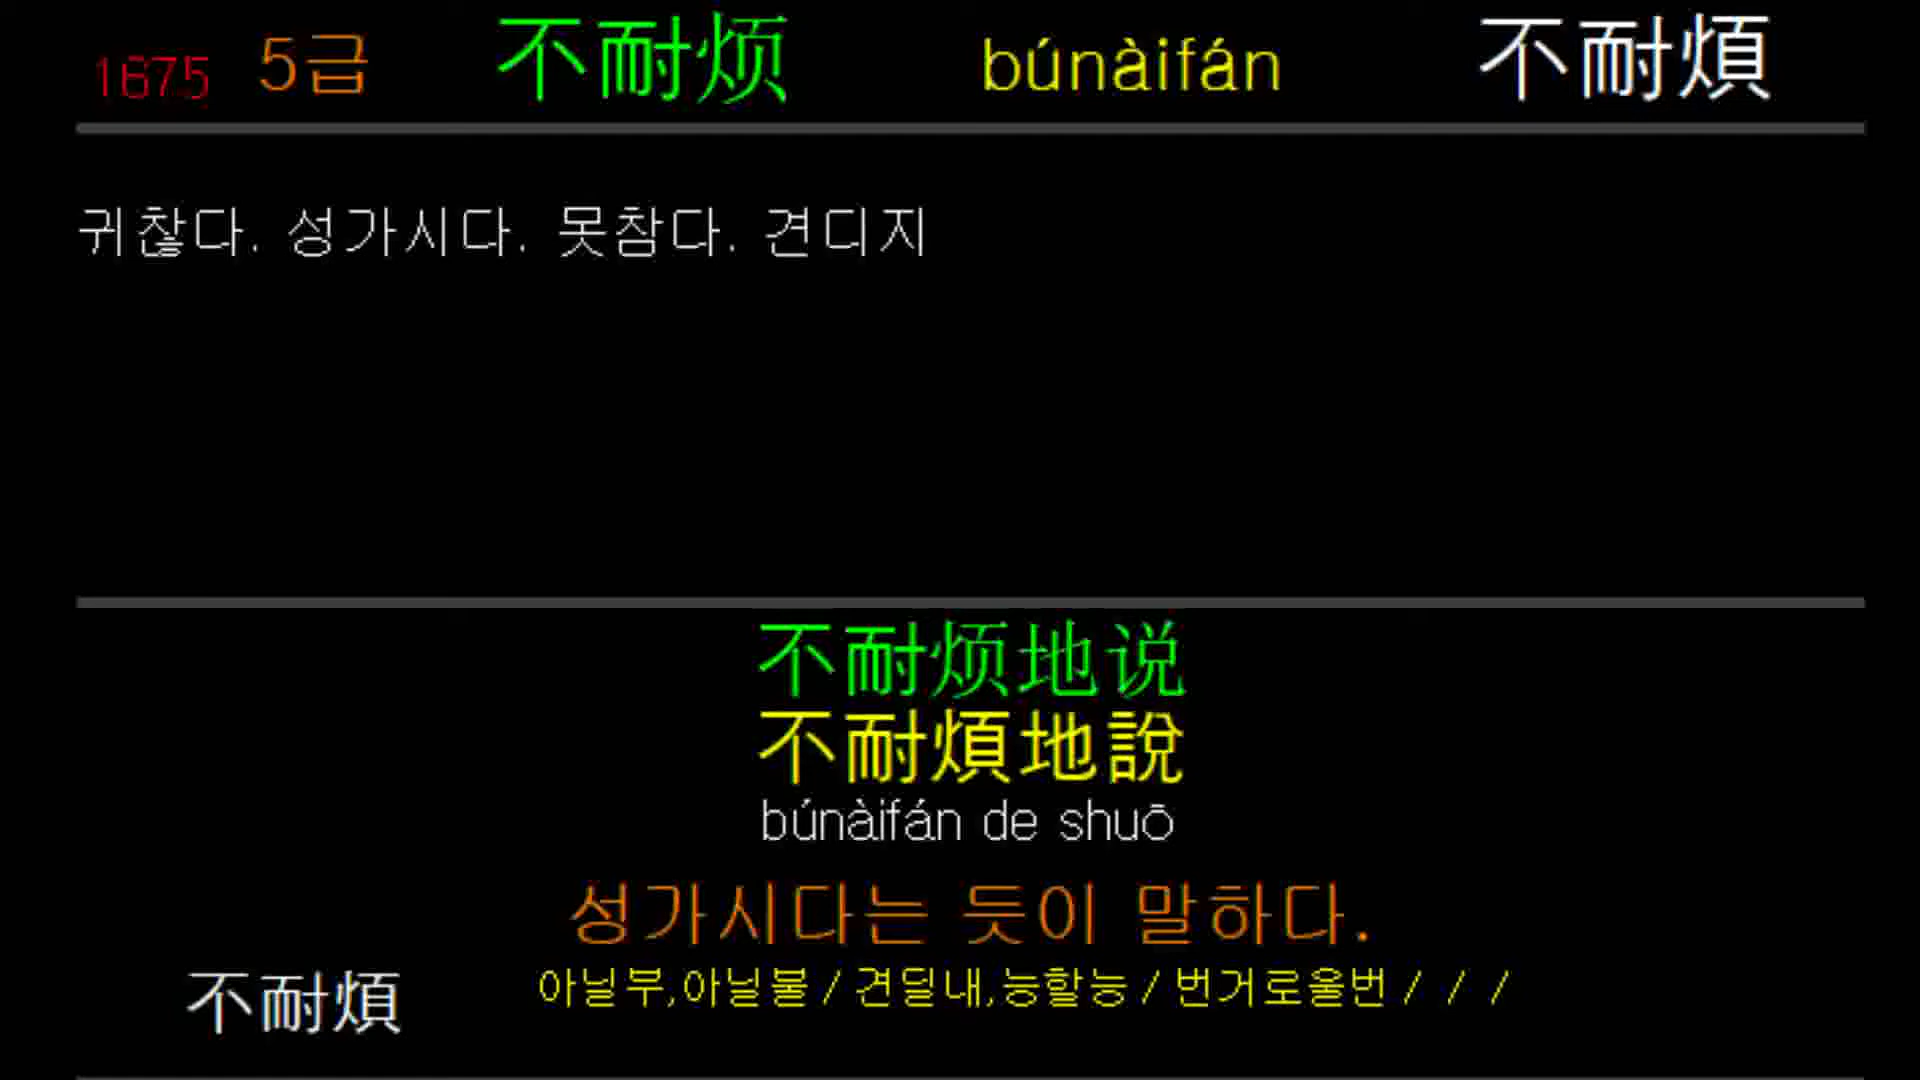 1675 5급 不耐烦 búnàifán 不耐煩
귀찮다. 성가시다. 못참다. 견디지
不耐烦地说
不耐煩地說
búnàifán de shuō
성가시다는 듯이 말하다.
不耐煩 아닐부,아닐불 / 견딜내,능할능 / 번거로울번 / / /